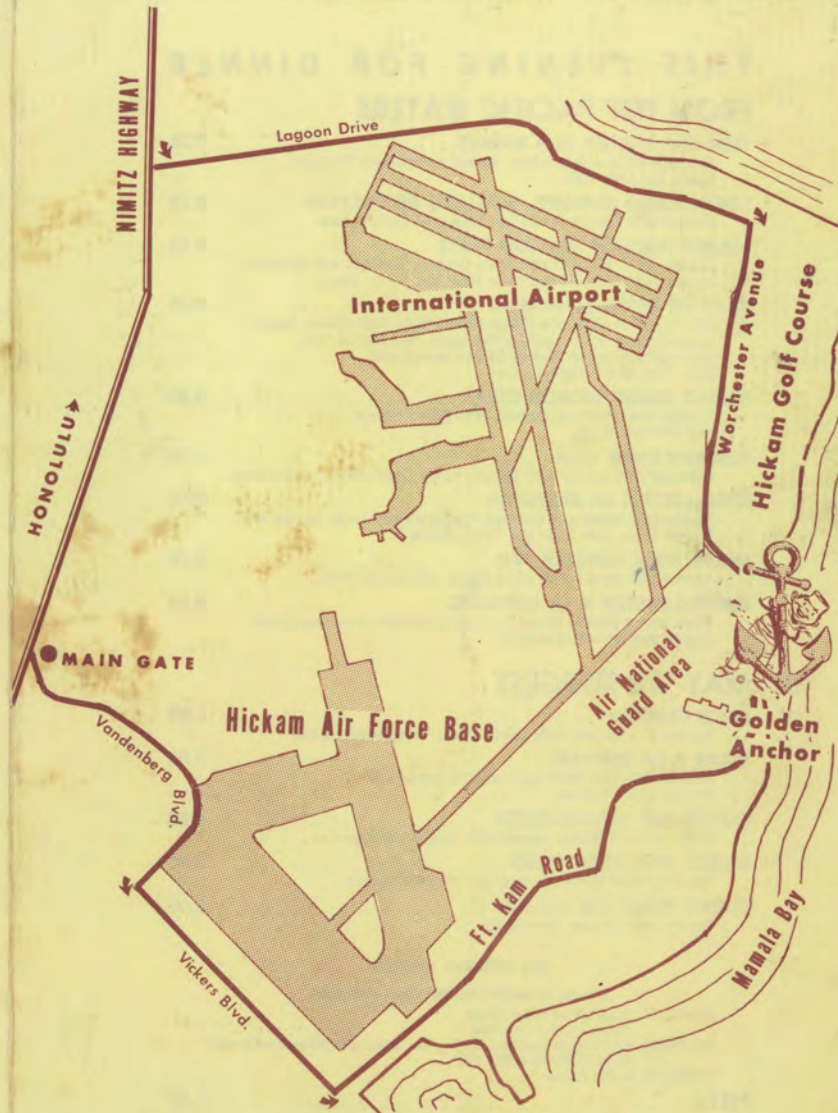 NIMITZ HIGHWAY
Lagoon Drive
International Airport
Worchester Avenue
Hickam Golf Course
HONOLULU
MAIN GATE
Vandenberg
Blvd.
Hickam Air Force Base
Air National
Guard Area
Golden
Anchor
Ft. Kam Road
Vickers Blvd.
Mamala Bay